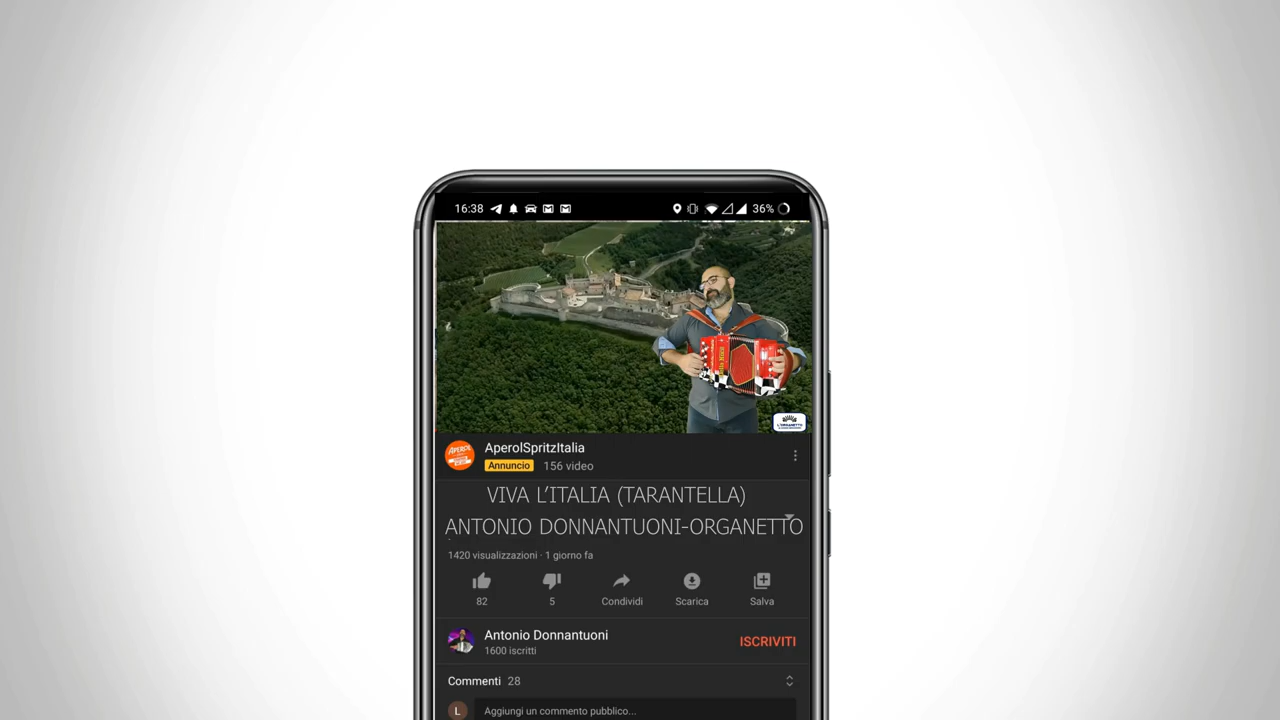 16:38
36%
L'ORGANETTO
AperolSpritzItalia
Annuncio 156 video
VIVA L'ITALIA (TARANTELLA)
ANTONIO DONNANTUONI-ORGANETTO
1420 visualizzazioni · 1 giorno fa
82 5 Condividi Scarica Salva
Antonio Donnantuoni
1600 iscritti
ISCRIVITI
Commenti 28
L Aggiungi un commento pubblico...